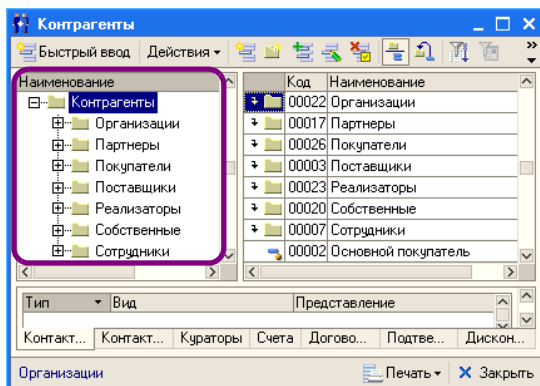 Контрагенты
Быстрый ввод Действия
Наименование
Контрагенты
Организации
Партнеры
Покупатели
Поставщики
Реализаторы
Собственные
Сотрудники
Код Наименование
00022 Организации
00017 Партнеры
00026 Покупатели
00003 Поставщики
00023 Реализаторы
00020 Собственные
00007 Сотрудники
00002 Основной покупатель
Тип Вид Представление
Контакт... Контакт... Кураторы Счета Догово... Подтве... Дискон...
Организации Печать Закрыть